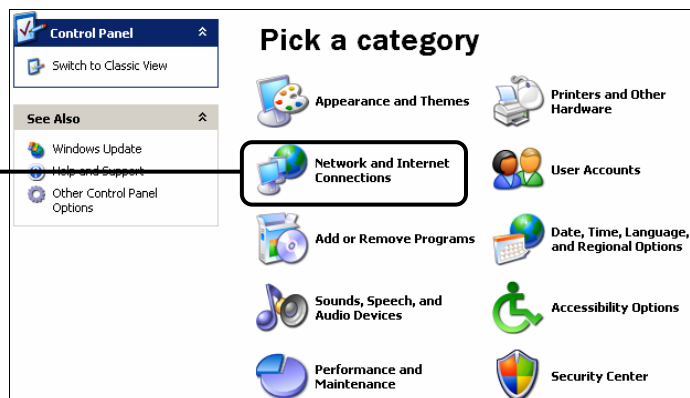 Control Panel
Switch to Classic View
See Also
Windows Update
Help and Support
Other Control Panel
Options
Pick a category
Appearance and Themes
Printers and Other
Hardware
Network and Internet
Connections
User Accounts
Add or Remove Programs
Date, Time, Language,
and Regional Options
Sounds, Speech, and
Audio Devices
Accessibility Options
Performance and
Maintenance
Security Center